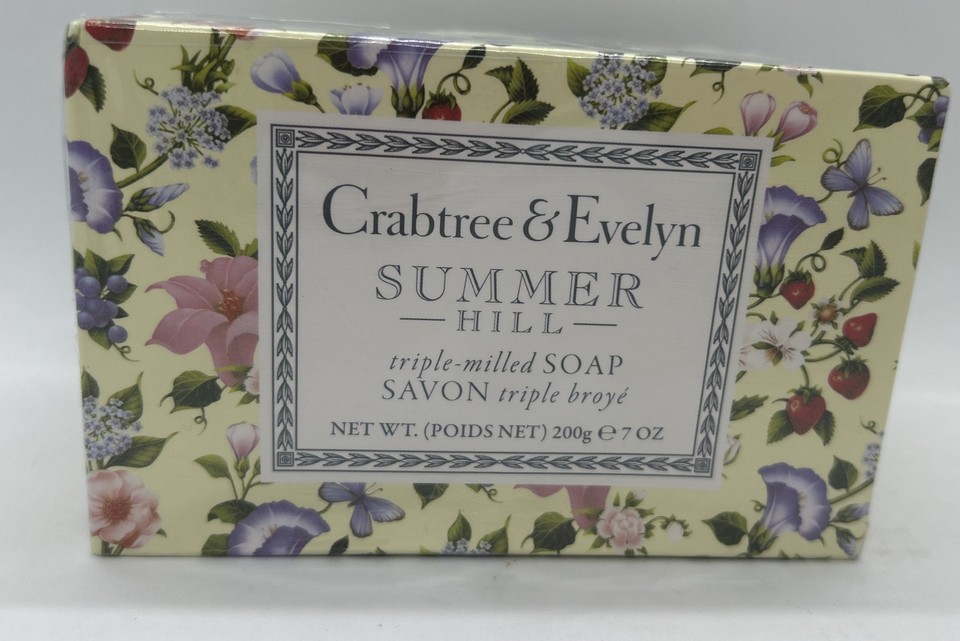 Crabtree & Evelyn
SUMMER
HILL
triple-milled SOAP
SAVON triple broyé
NET WT. (POIDS NET) 200g ℮ 7 OZ